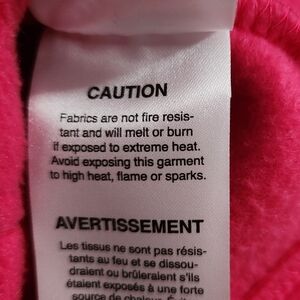 CAUTION
Fabrics are not fire resis-
tant and will melt or burn
if exposed to extreme heat.
Avoid exposing this garment
to high heat, flame or sparks.
AVERTISSEMENT
Les tissus ne sont pas résis-
tants au feu et se dissou-
draient ou brûleraient s'ils
étaient exposés à une forte
source de chaleur.